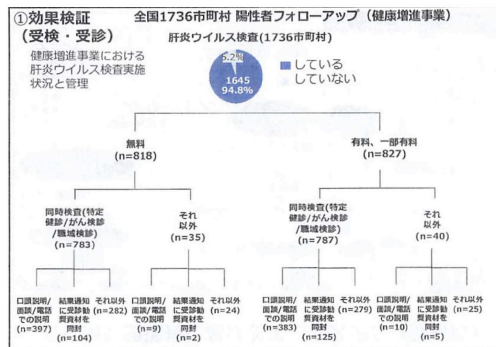 ①効果検証
(受検・受診)
全国1736市町村 陽性者フォローアップ（健康増進事業）
健康増進事業における
肝炎ウイルス検査実施
状況と管理
肝炎ウイルス検査(1736市町村)
5.2%
1645
94.8%
している
していない
無料
(n=818)
有料、一部有料
(n=827)
同時検査(特定
健診/がん検診
/職域検診)
(n=783)
それ
以外
(n=35)
同時検査(特定
健診/がん検診
/職域検診)
(n=787)
それ
以外
(n=40)
口頭説明/
面談/電話
での説明
(n=397)
結果通知
に受診勧
奨資材を
同封
(n=104)
それ以外
(n=282)
口頭説明/
面談/電話
での説明
(n=9)
結果通知
に受診勧
奨資材を
同封
(n=2)
それ以外
(n=24)
口頭説明/
面談/電話
での説明
(n=383)
結果通知
に受診勧
奨資材を
同封
(n=125)
それ以外
(n=279)
口頭説明/
面談/電話
での説明
(n=10)
結果通知
に受診勧
奨資材を
同封
(n=5)
それ以外
(n=25)